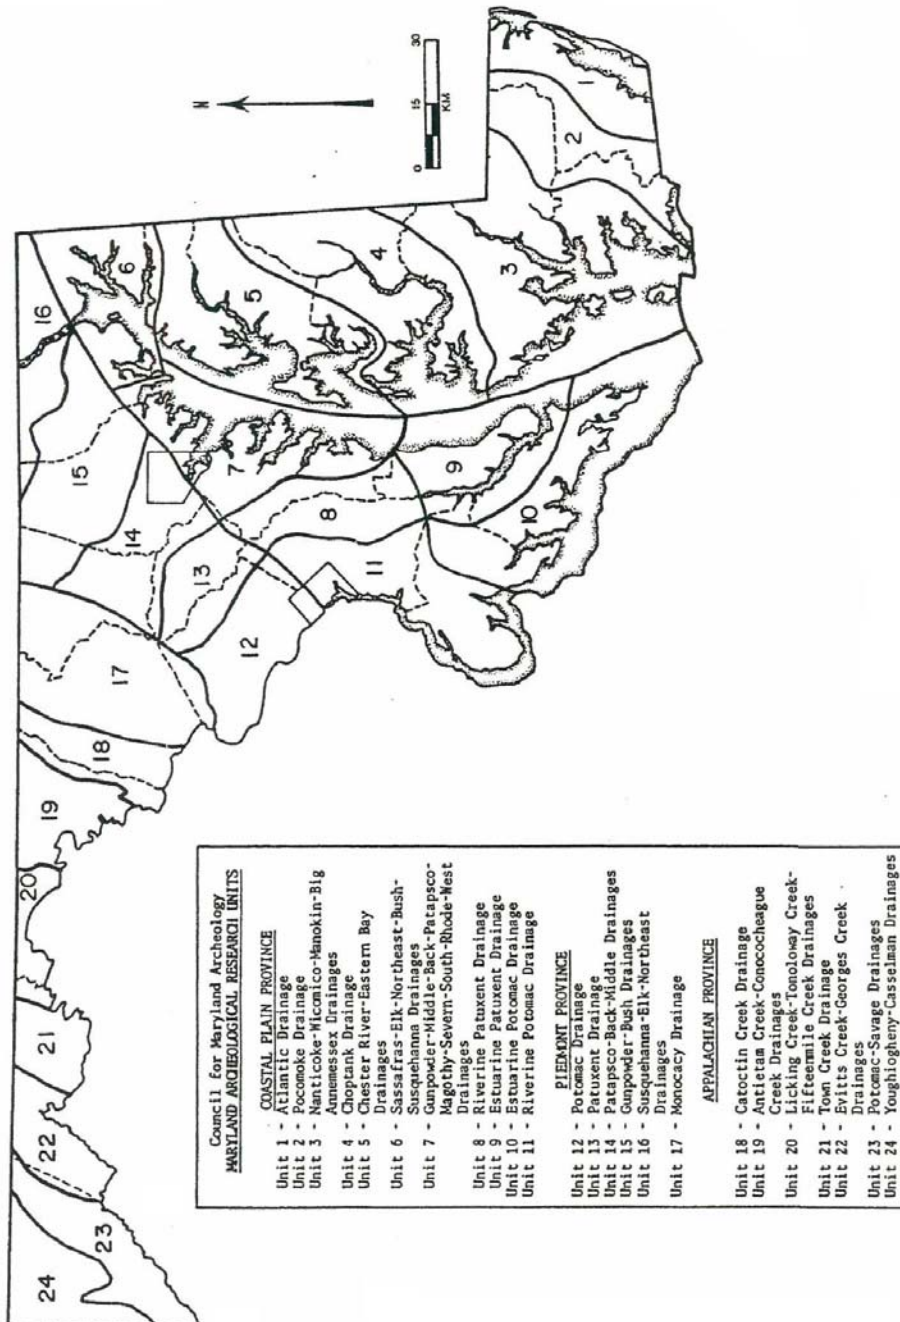 N
0 15 30
KM
24
23
22
21
20
19
18
17
16
15
14
13
12
11
10
9
8
7
6
5
4
3
2
1
Council for Maryland Archeology
MARYLAND ARCHEOLOGICAL RESEARCH UNITS
COASTAL PLAIN PROVINCE
Unit 1 - Atlantic Drainage
Unit 2 - Pocomoke Drainage
Unit 3 - Nanticoke-Wicomico-Manokin-Big
Annemessex Drainages
Unit 4 - Choptank Drainage
Unit 5 - Chester River-Eastern Bay
Drainages
Unit 6 - Sassafras-Elk-Northeast-Bush-
Susquehanna Drainages
Unit 7 - Gunpowder-Middle-Back-Patapsco-
Magothy-Severn-South-Rhode-West
Drainages
Unit 8 - Riverine Patuxent Drainage
Unit 9 - Estuarine Patuxent Drainage
Unit 10 - Estuarine Potomac Drainage
Unit 11 - Riverine Potomac Drainage
PIEDMONT PROVINCE
Unit 12 - Potomac Drainage
Unit 13 - Patuxent Drainage
Unit 14 - Patapsco-Back-Middle Drainages
Unit 15 - Gunpowder-Bush Drainages
Unit 16 - Susquehanna-Elk-Northeast
Drainages
Unit 17 - Monocacy Drainage
APPALACHIAN PROVINCE
Unit 18 - Catoctin Creek Drainage
Unit 19 - Antietam Creek-Conococheague
Creek Drainages
Unit 20 - Licking Creek-Tonoloway Creek-
Fifteenmile Creek Drainages
Unit 21 - Town Creek Drainage
Unit 22 - Evitts Creek-Georges Creek
Drainages
Unit 23 - Potomac-Savage Drainages
Unit 24 - Youghiogheny-Casselman Drainages